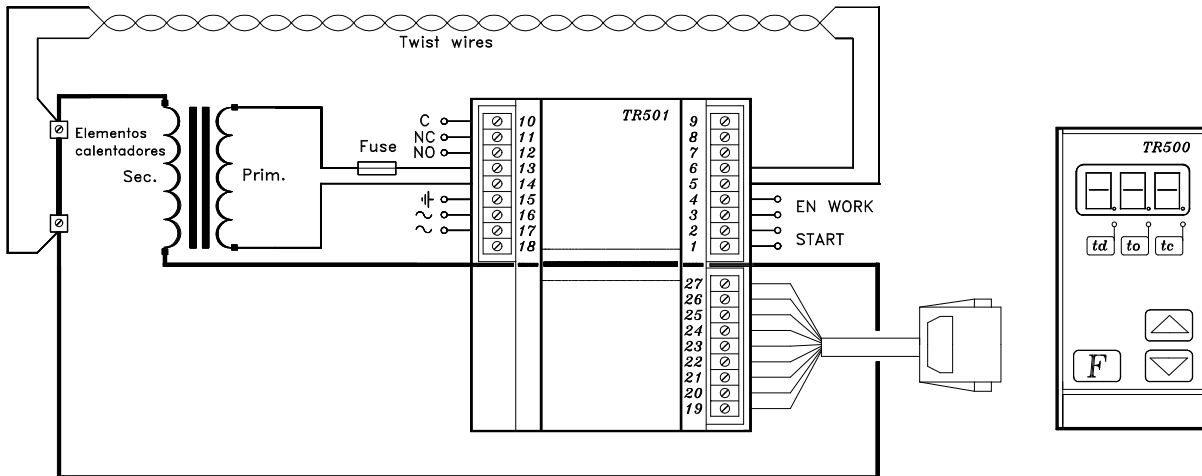 Twist wires
Elementos
calentadores
Sec.
Prim.
Fuse
C
NC
NO
10
11
12
13
14
15
16
17
18
TR501
9
8
7
6
5
4
3
2
1
EN WORK
START
27
26
25
24
23
22
21
20
19
TR500
td
to
tc
F